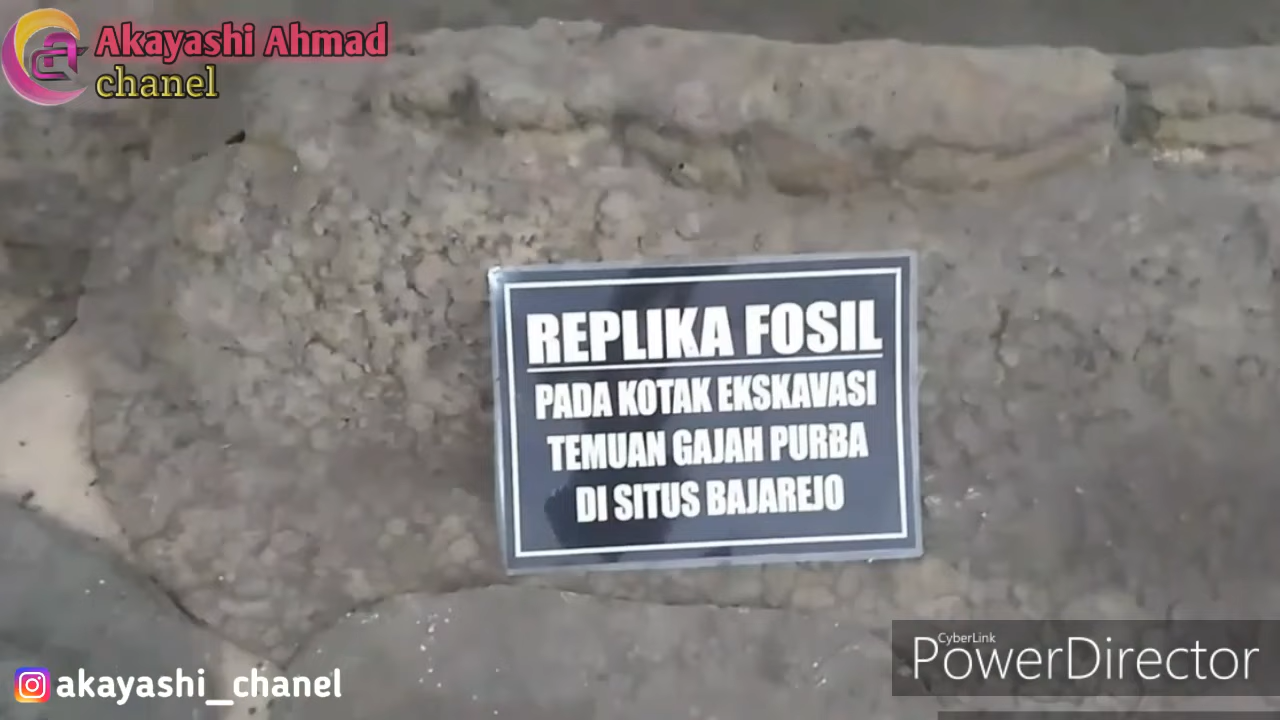 Akayashi Ahmad
chanel
REPLIKA FOSIL
PADA KOTAK EKSKAVASI
TEMUAN GAJAH PURBA
DI SITUS BAJAREJO
CyberLink
PowerDirector
akayashi_chanel